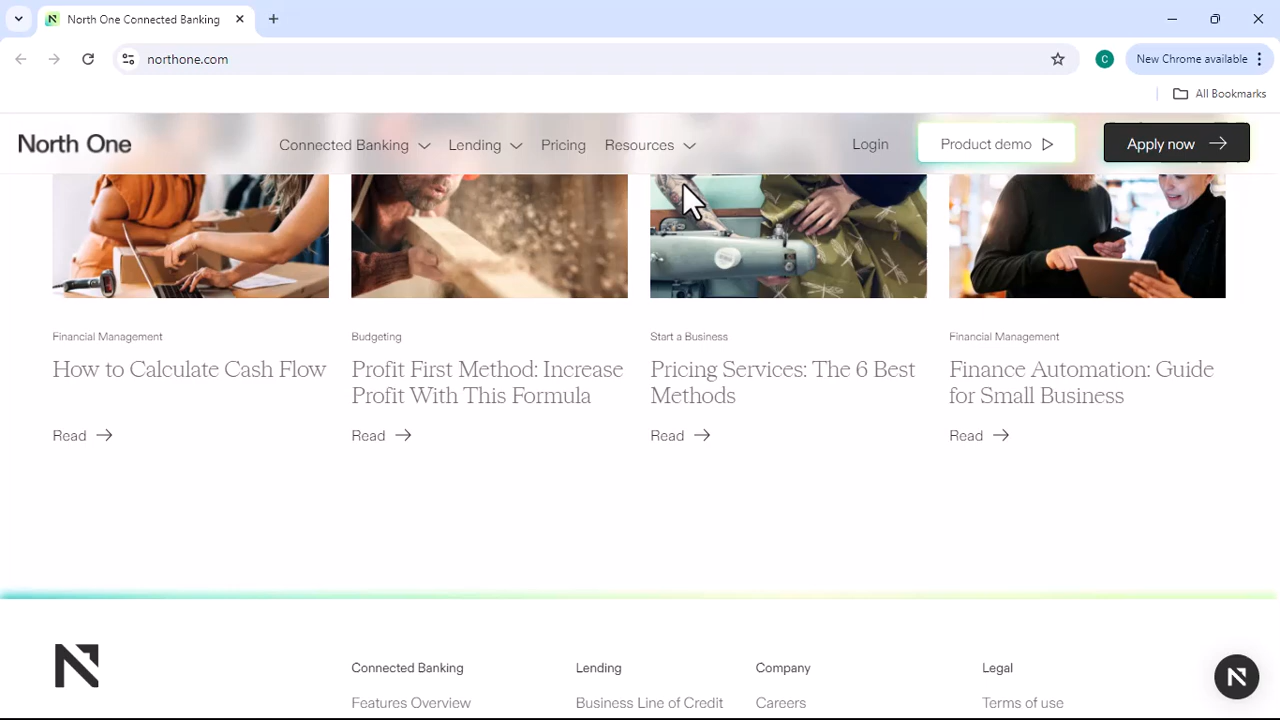 North One Connected Banking
northone.com
C
New Chrome available
All Bookmarks
North One
Connected Banking
Lending
Pricing
Resources
Login
Product demo
Apply now
Financial Management
How to Calculate Cash Flow
Read
Budgeting
Profit First Method: Increase
Profit With This Formula
Read
Start a Business
Pricing Services: The 6 Best
Methods
Read
Financial Management
Finance Automation: Guide
for Small Business
Read
Connected Banking
Features Overview
Lending
Business Line of Credit
Company
Careers
Legal
Terms of use